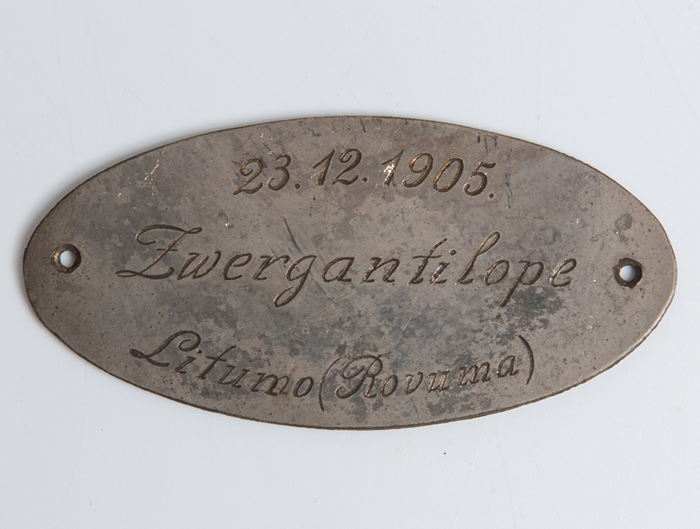 23.12.1905.
Zwergantilope
Litumo (Rovuma)